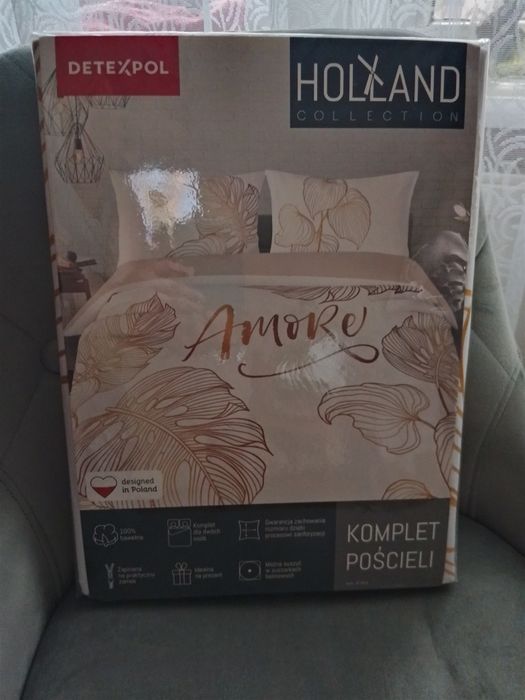 DETEXPOL
HOLLAND
COLLECTION
Amore
designed
in Poland
100%
bawełna
Komplet
dla dwóch
osób
Gwarancja zachowania
rozmiaru dzięki
procesowi sanforyzacji
Zapinana
na praktyczny
zamek
Idealna
na prezent
Można suszyć
w suszarkach
bębnowych
KOMPLET
POŚCIELI